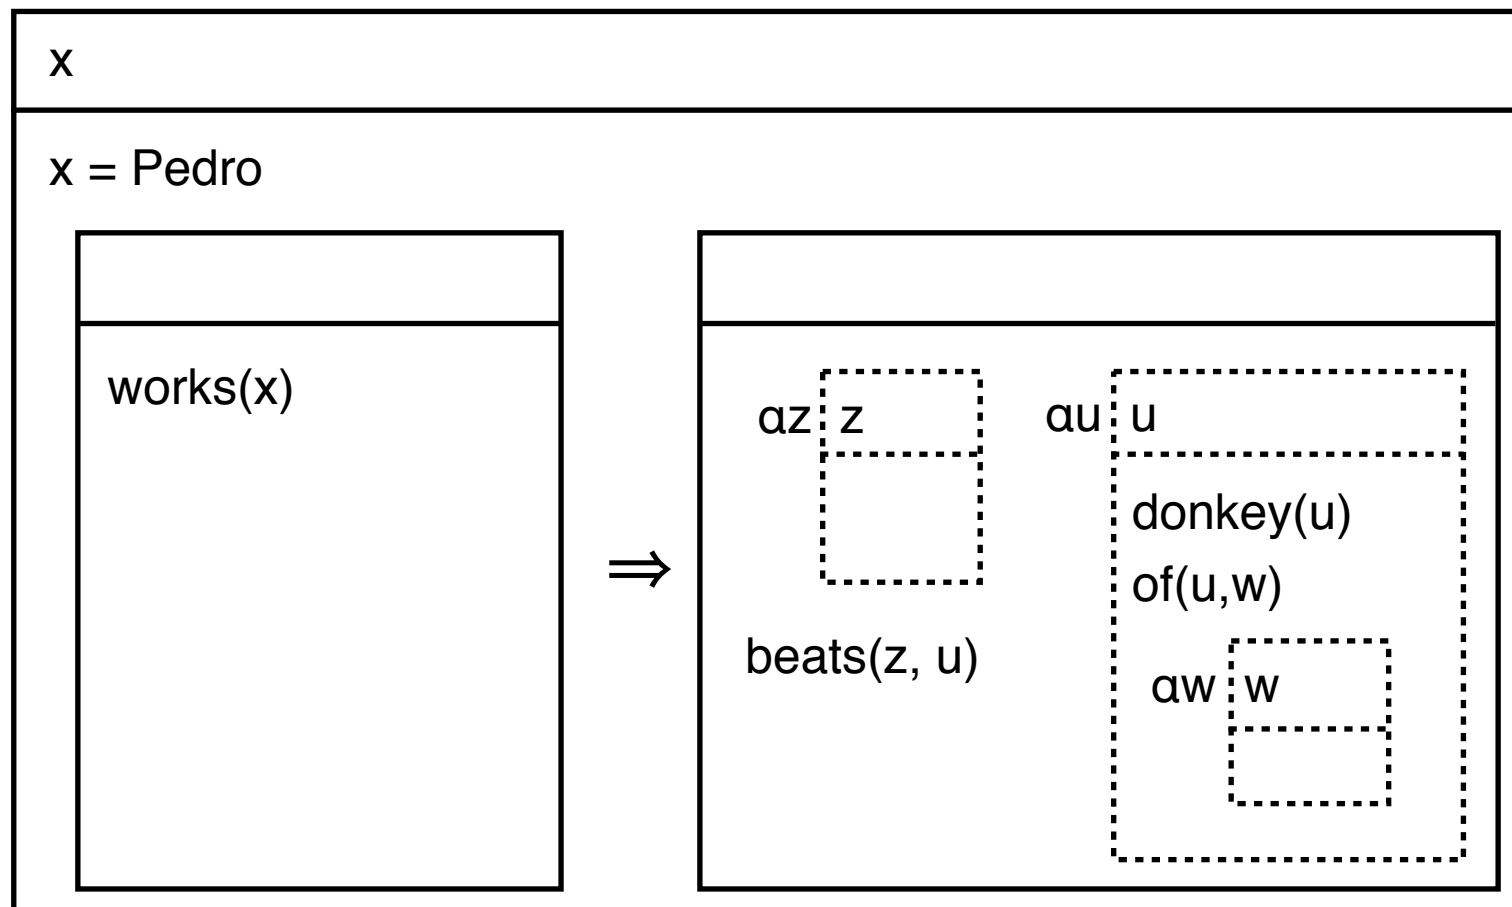 x
x = Pedro
works(x)
⇒
αz z
beats(z, u)
αu u
donkey(u)
of(u,w)
αw w